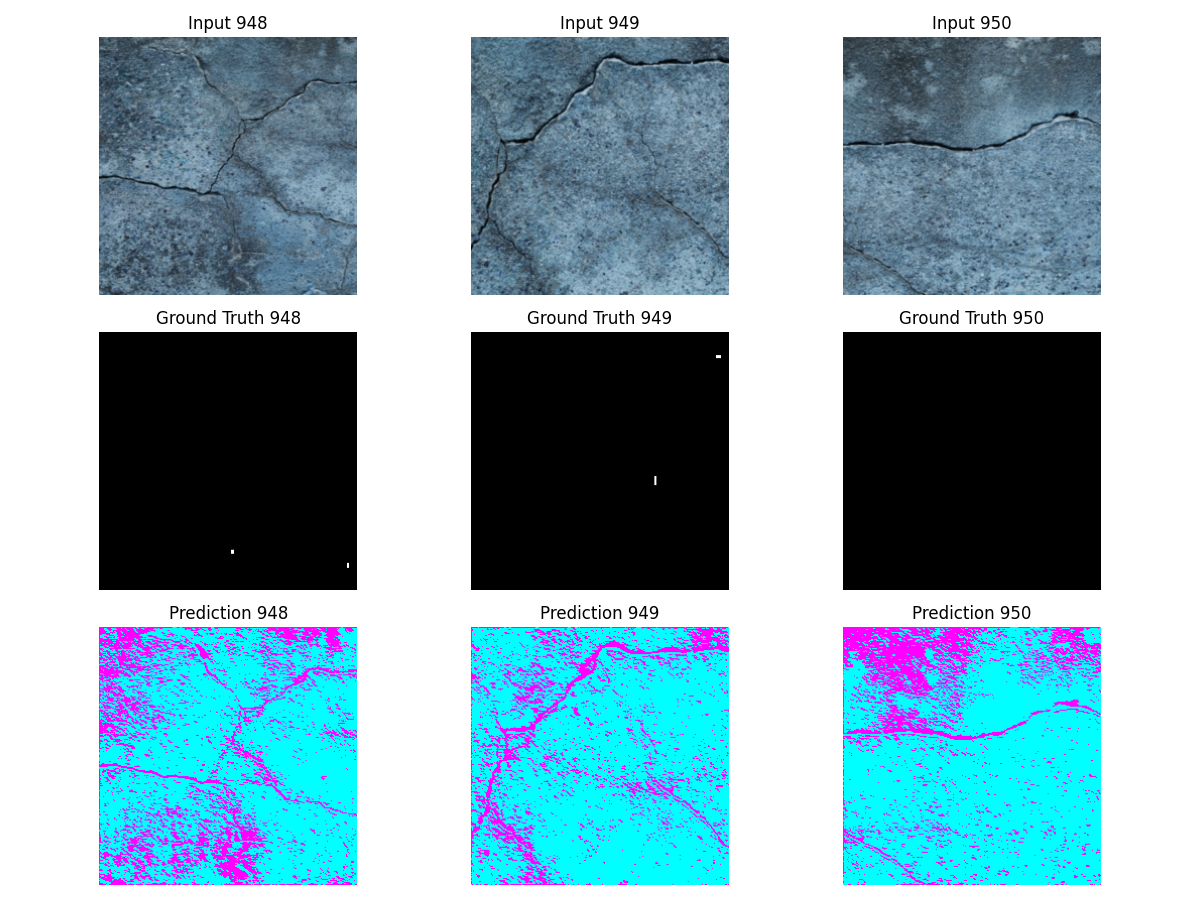 Input 948
Input 949
Input 950
Ground Truth 948
Ground Truth 949
Ground Truth 950
Prediction 948
Prediction 949
Prediction 950